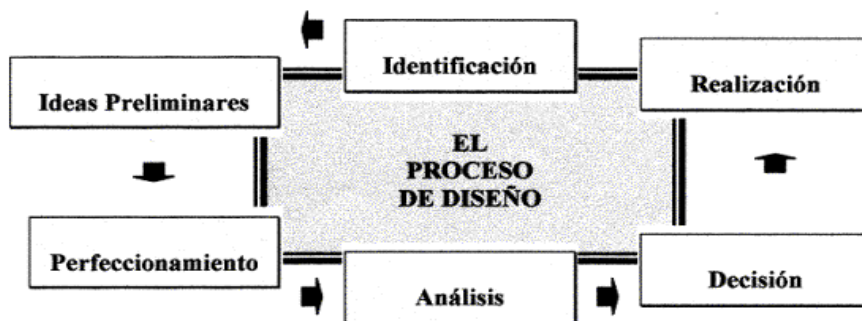 Identificación
Realización
Ideas Preliminares
EL
PROCESO
DE DISEÑO
Perfeccionamiento
Análisis
Decisión